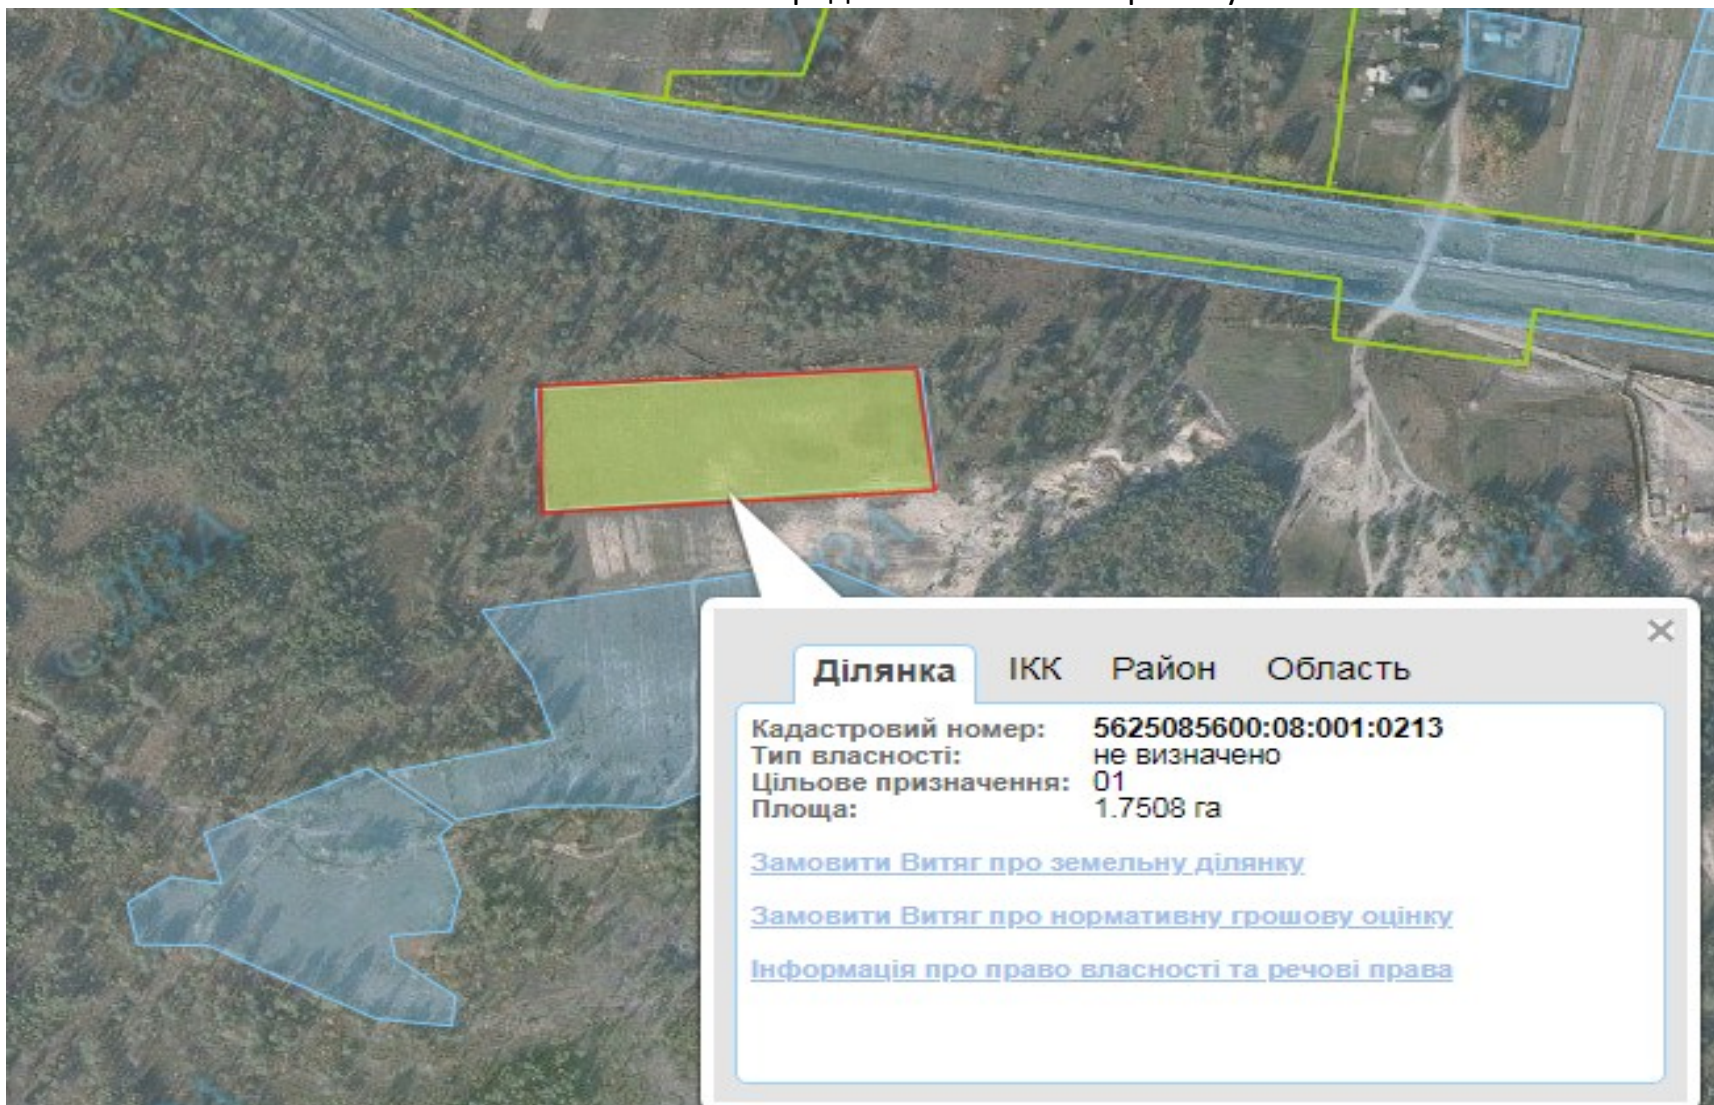 Ділянка ІКК Район Область
Кадастровий номер: 5625085600:08:001:0213
Тип власності: не визначено
Цільове призначення: 01
Площа: 1.7508 га
Замовити Витяг про земельну ділянку
Замовити Витяг про нормативну грошову оцінку
Інформація про право власності та речові права